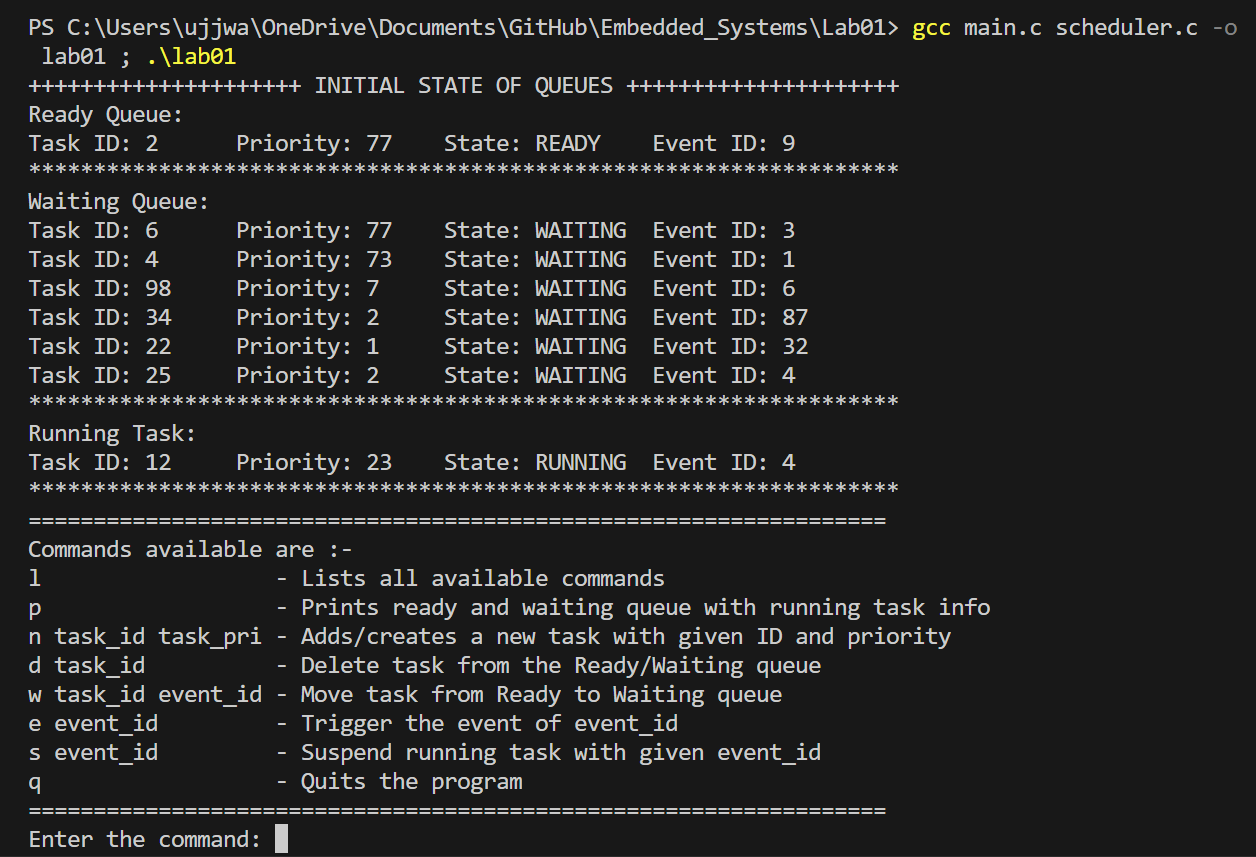 PS C:\Users\ujjwa\OneDrive\Documents\GitHub\Embedded_Systems\Lab01> gcc main.c scheduler.c -o
 lab01 ; .\lab01
+++++++++++++++++++++ INITIAL STATE OF QUEUES +++++++++++++++++++++
Ready Queue:
Task ID: 2      Priority: 77    State: READY    Event ID: 9
*******************************************************************
Waiting Queue:
Task ID: 6      Priority: 77    State: WAITING  Event ID: 3
Task ID: 4      Priority: 73    State: WAITING  Event ID: 1
Task ID: 98     Priority: 7     State: WAITING  Event ID: 6
Task ID: 34     Priority: 2     State: WAITING  Event ID: 87
Task ID: 22     Priority: 1     State: WAITING  Event ID: 32
Task ID: 25     Priority: 2     State: WAITING  Event ID: 4
*******************************************************************
Running Task:
Task ID: 12     Priority: 23    State: RUNNING  Event ID: 4
*******************************************************************
==================================================================
Commands available are :-
l                  - Lists all available commands
p                  - Prints ready and waiting queue with running task info
n task_id task_pri - Adds/creates a new task with given ID and priority
d task_id          - Delete task from the Ready/Waiting queue
w task_id event_id - Move task from Ready to Waiting queue
e event_id         - Trigger the event of event_id
s event_id         - Suspend running task with given event_id
q                  - Quits the program
==================================================================
Enter the command: